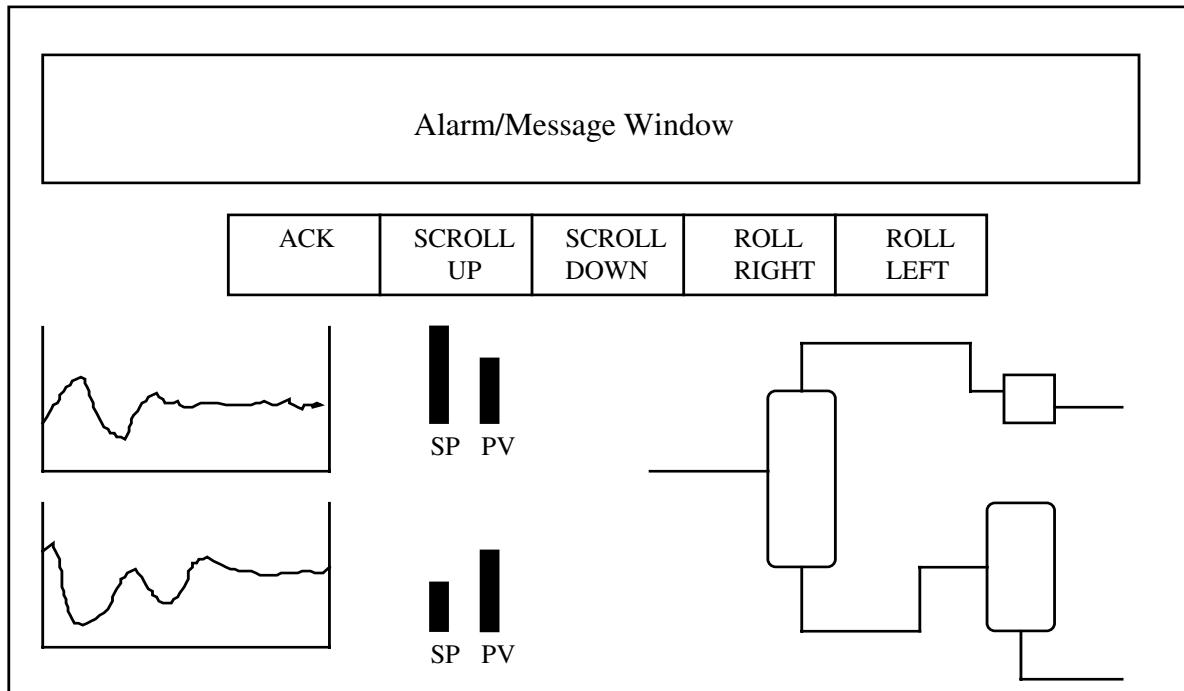 Alarm/Message Window
ACK
SCROLL
UP
SCROLL
DOWN
ROLL
RIGHT
ROLL
LEFT
SP PV
SP PV